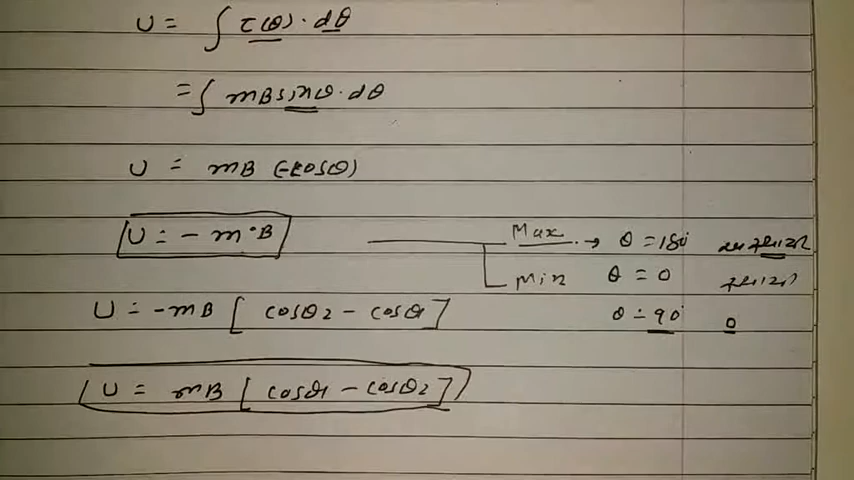 U = ∫ τ(θ) · dθ
= ∫ mB sinθ · dθ
U = mB (-cosθ)
U = - m · B
Max → θ = 180°
Min θ = 0
θ = 90° 0
U = -mB [ cosθ2 - cosθ1 ]
U = mB [ cosθ1 - cosθ2 ]